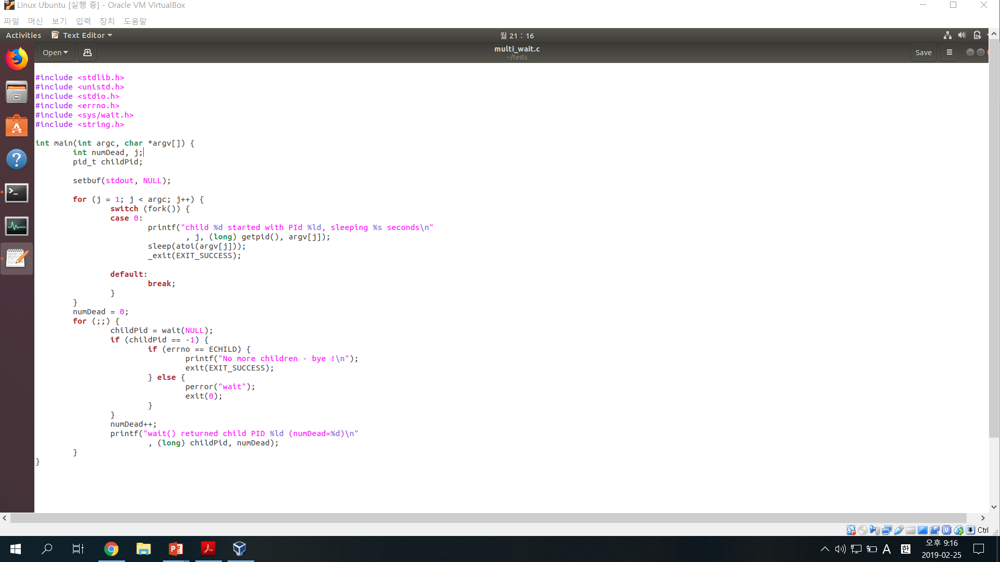 Linux Ubuntu [실행 중] - Oracle VM VirtualBox
파일 머신 보기 입력 장치 도움말
Activities Text Editor 월 21 : 16
Open multi_wait.c Save
~/tests
#include <stdlib.h>
#include <unistd.h>
#include <stdio.h>
#include <errno.h>
#include <sys/wait.h>
#include <string.h>
int main(int argc, char *argv[]) {
int numDead, j;
pid_t childPid;
setbuf(stdout, NULL);
for (j = 1; j < argc; j++) {
switch (fork()) {
case 0:
printf("child %d started with PId %ld, sleeping %s seconds\n"
, j, (long) getpid(), argv[j]);
sleep(atoi(argv[j]));
_exit(EXIT_SUCCESS);
default:
break;
}
}
numDead = 0;
for (;;) {
childPid = wait(NULL);
if (childPid == -1) {
if (errno == ECHILD) {
printf("No more children - bye !\n");
exit(EXIT_SUCCESS);
} else {
perror("wait");
exit(0);
}
}
numDead++;
printf("wait() returned child PID %ld (numDead=%d)\n"
, (long) childPid, numDead);
}
}
Ctrl
A 한 오후 9:16
2019-02-25